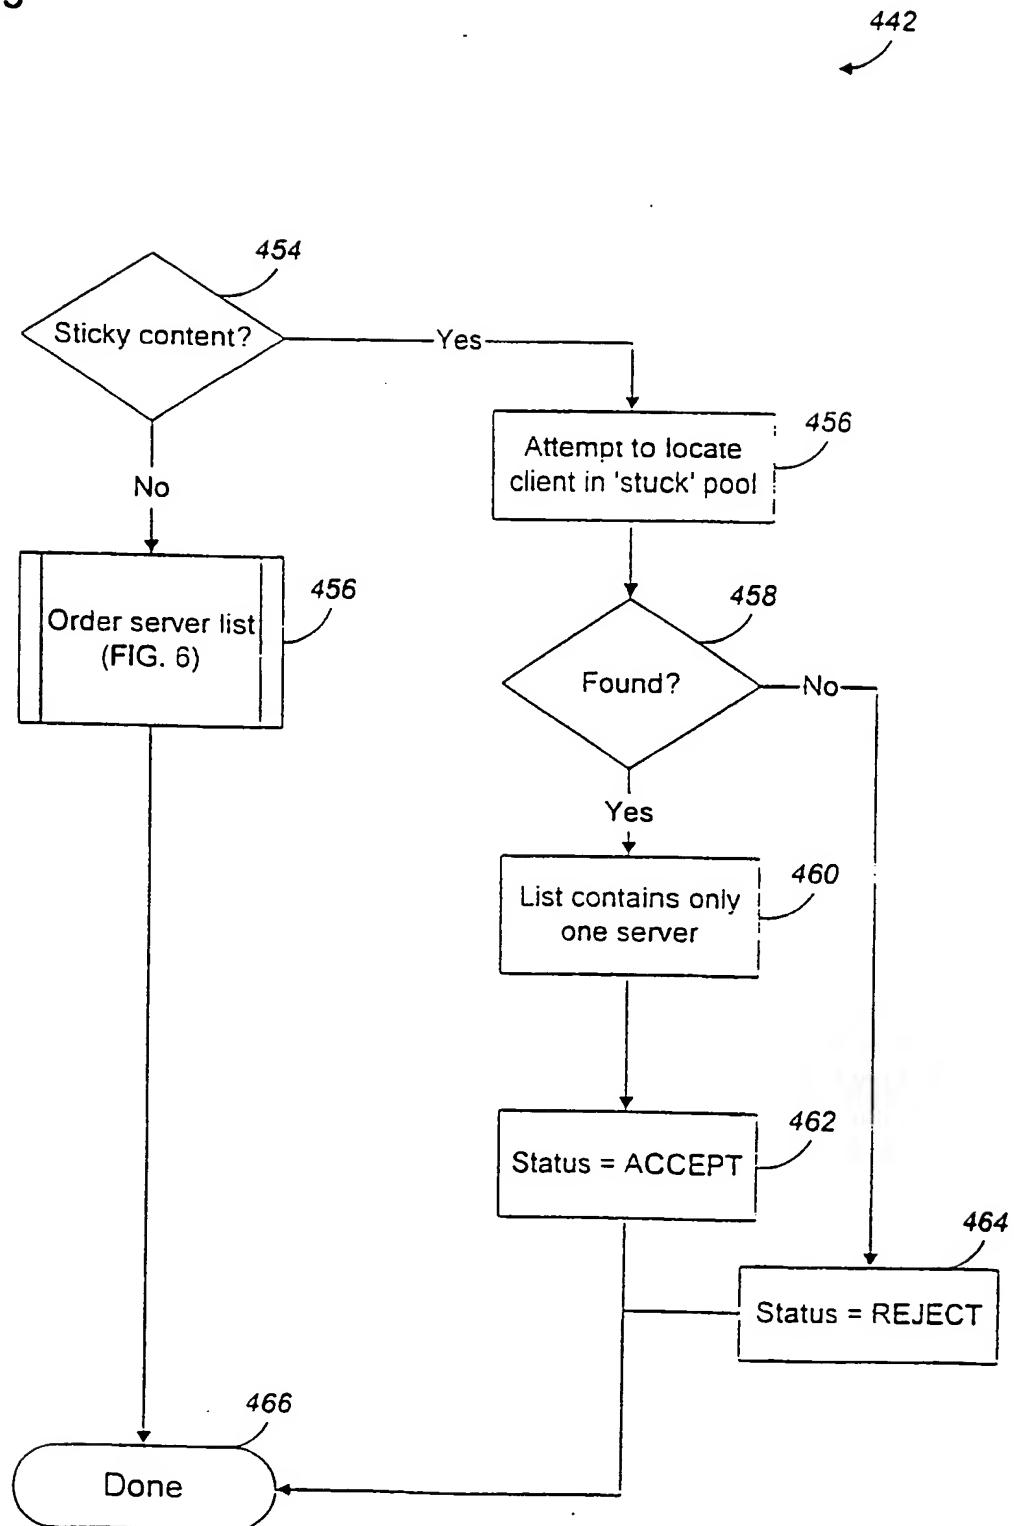 442
454
Sticky content?
Yes
456
Attempt to locate
client in 'stuck' pool
No
456
Order server list
(FIG. 6)
458
Found?
No
Yes
460
List contains only
one server
462
Status = ACCEPT
464
Status = REJECT
466
Done